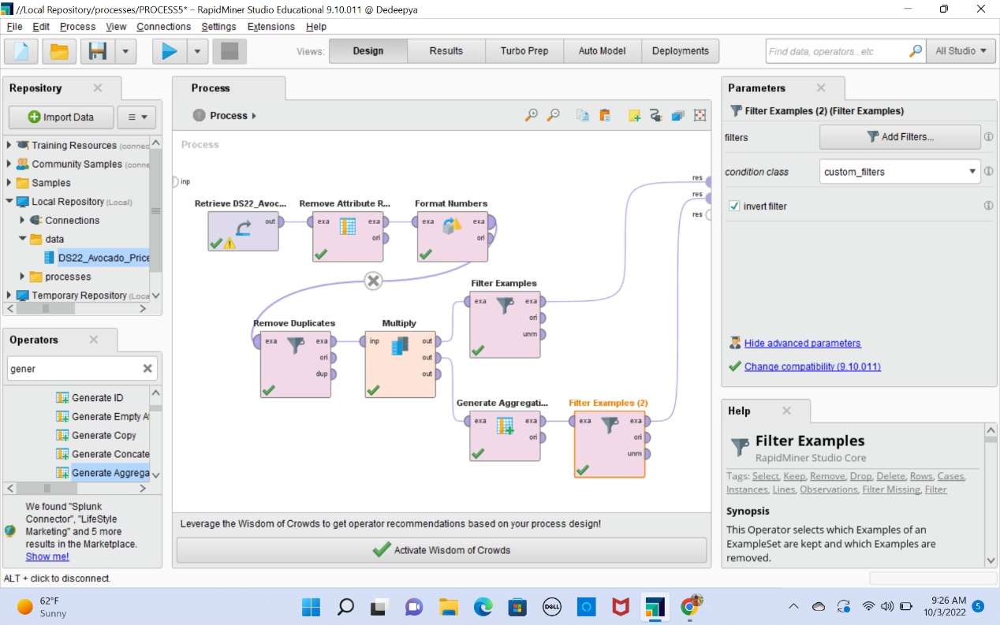 //Local Repository/processes/PROCESS5* – RapidMiner Studio Educational 9.10.011 @ Dedeepya
File Edit Process View Connections Settings Extensions Help
Views: Design Results Turbo Prep Auto Model Deployments Find data, operators...etc All Studio
Repository
Import Data
Training Resources (connec
Community Samples (conne
Samples
Local Repository (Local)
Connections
data
DS22_Avocado_Price
processes
Temporary Repository (Loca
Operators
gener
Generate ID
Generate Empty At
Generate Copy
Generate Concate
Generate Aggrega
We found "Splunk
Connector", "LifeStyle
Marketing" and 5 more
results in the Marketplace.
Show me!
Process
Process
Process
inp
res
res
res
Retrieve DS22_Avoc...
out
Remove Attribute R...
exa exa
ori
Format Numbers
exa exa
ori
Filter Examples
exa exa
ori
unm
Remove Duplicates
exa exa
ori
dup
Multiply
inp out
out
out
Generate Aggregati...
exa exa
ori
Filter Examples (2)
exa exa
ori
unm
Leverage the Wisdom of Crowds to get operator recommendations based on your process design!
Activate Wisdom of Crowds
Parameters
Filter Examples (2) (Filter Examples)
filters Add Filters...
condition class custom_filters
invert filter
Hide advanced parameters
Change compatibility (9.10.011)
Help
Filter Examples
RapidMiner Studio Core
Tags: Select, Keep, Remove, Drop, Delete, Rows, Cases,
Instances, Lines, Observations, Filter Missing, Filter
Synopsis
This Operator selects which Examples of an
ExampleSet are kept and which Examples are
removed.
ALT + click to disconnect.
62°F
Sunny
DELL
9:26 AM
10/3/2022
5